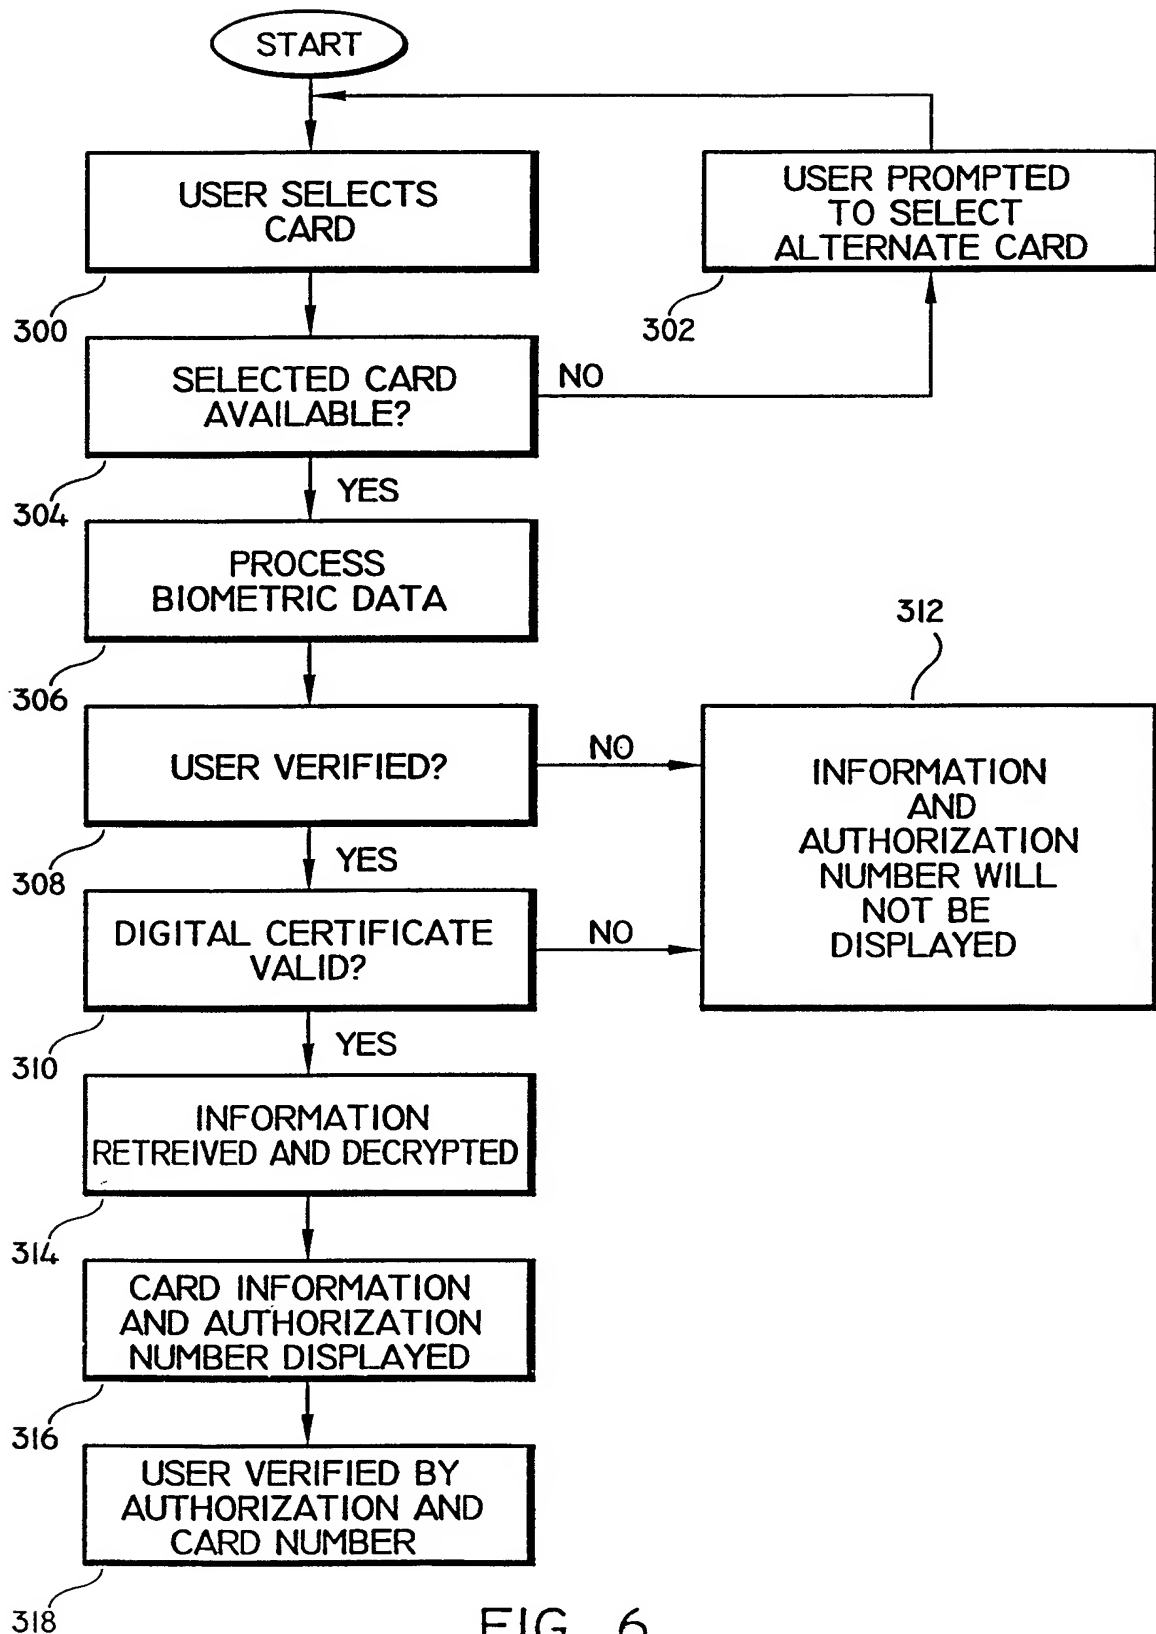 START
USER SELECTS
CARD
300
USER PROMPTED
TO SELECT
ALTERNATE CARD
302
SELECTED CARD
AVAILABLE?
NO
304
YES
PROCESS
BIOMETRIC DATA
306
USER VERIFIED?
NO
308
YES
312
INFORMATION
AND
AUTHORIZATION
NUMBER WILL
NOT BE
DISPLAYED
DIGITAL CERTIFICATE
VALID?
NO
310
YES
INFORMATION
RETREIVED AND DECRYPTED
314
CARD INFORMATION
AND AUTHORIZATION
NUMBER DISPLAYED
316
USER VERIFIED BY
AUTHORIZATION AND
CARD NUMBER
318
FIG. 6